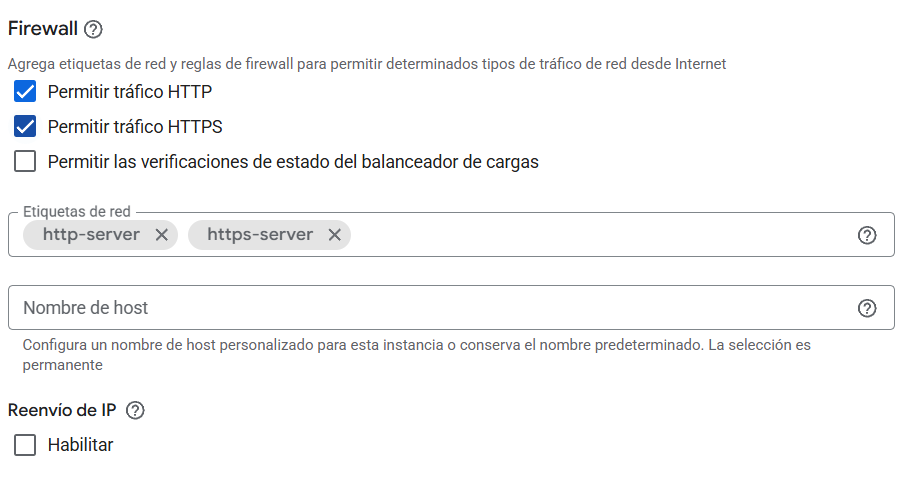 Firewall
Agrega etiquetas de red y reglas de firewall para permitir determinados tipos de tráfico de red desde Internet
Permitir tráfico HTTP
Permitir tráfico HTTPS
Permitir las verificaciones de estado del balanceador de cargas
Etiquetas de red
http-server https-server
Nombre de host
Configura un nombre de host personalizado para esta instancia o conserva el nombre predeterminado. La selección es
permanente
Reenvío de IP
Habilitar